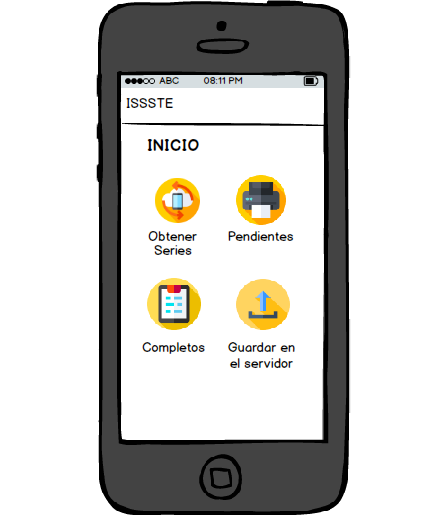 ABC 08:11 PM
ISSSTE
INICIO
Obtener
Series
Pendientes
Completos
Guardar en
el servidor